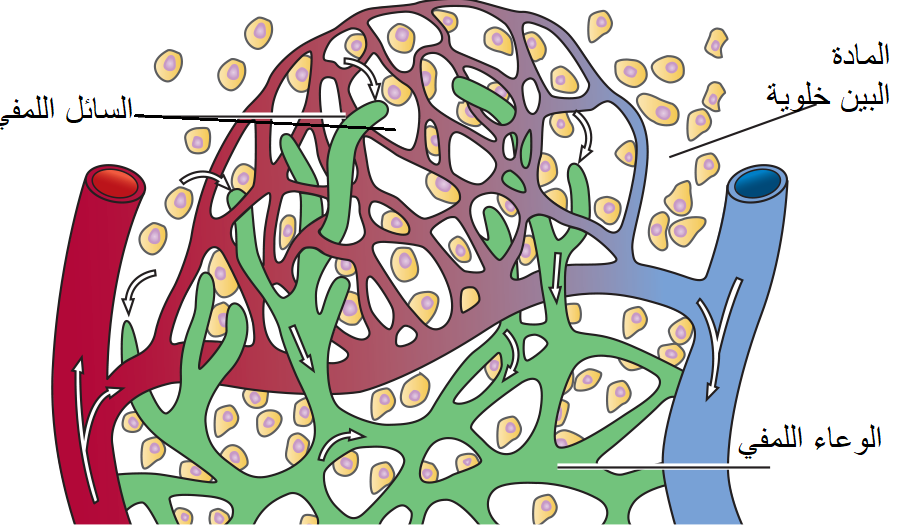 المادة
البين خلوية
السائل اللمفي
الوعاء اللمفي